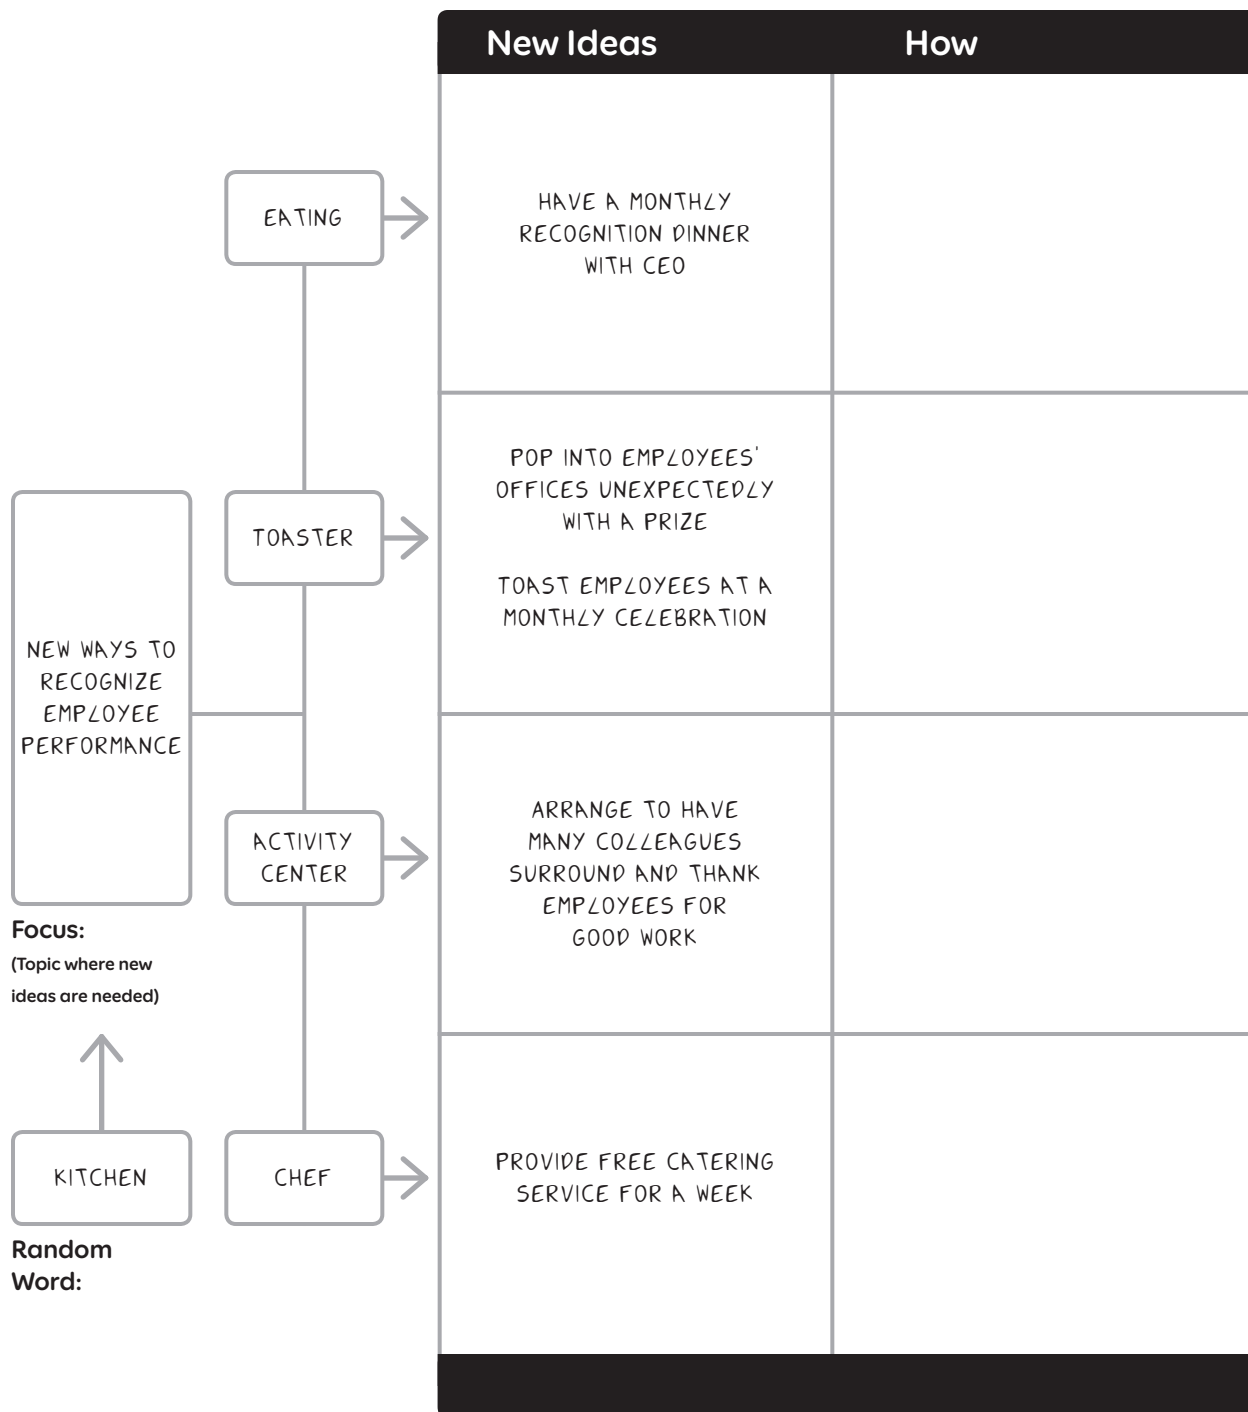 New Ideas
How
EATING
HAVE A MONTHLY
RECOGNITION DINNER
WITH CEO
TOASTER
POP INTO EMPLOYEES'
OFFICES UNEXPECTEDLY
WITH A PRIZE
TOAST EMPLOYEES AT A
MONTHLY CELEBRATION
NEW WAYS TO
RECOGNIZE
EMPLOYEE
PERFORMANCE
Focus:
(Topic where new
ideas are needed)
ACTIVITY
CENTER
ARRANGE TO HAVE
MANY COLLEAGUES
SURROUND AND THANK
EMPLOYEES FOR
GOOD WORK
KITCHEN
Random
Word:
CHEF
PROVIDE FREE CATERING
SERVICE FOR A WEEK